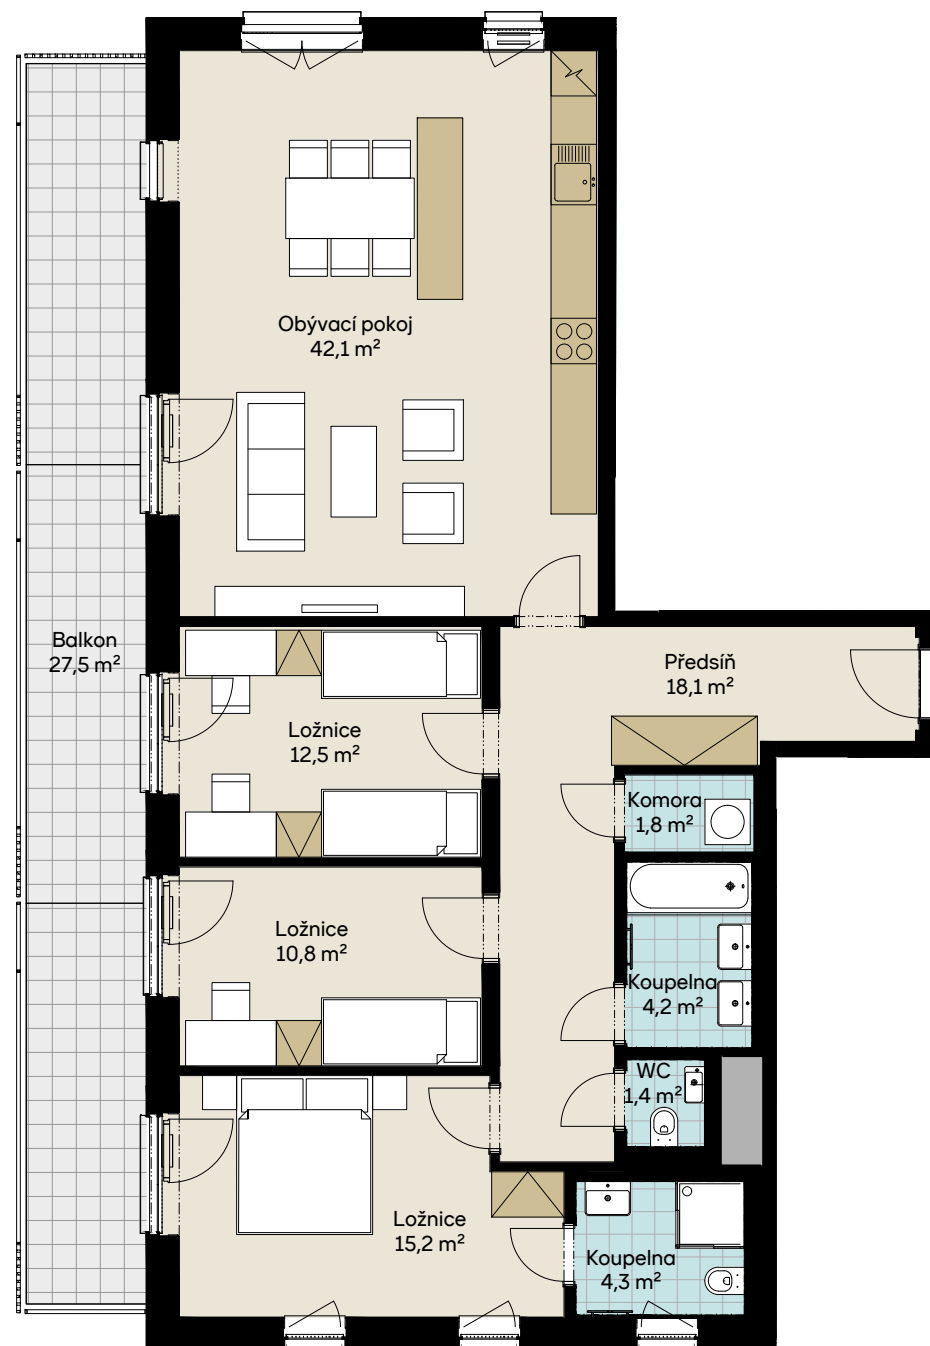 Obývací pokoj
42,1 m²
Balkon
27,5 m²
Předsíň
18,1 m²
Ložnice
12,5 m²
Komora
1,8 m²
Ložnice
10,8 m²
Koupelna
4,2 m²
WC
1,4 m²
Ložnice
15,2 m²
Koupelna
4,3 m²